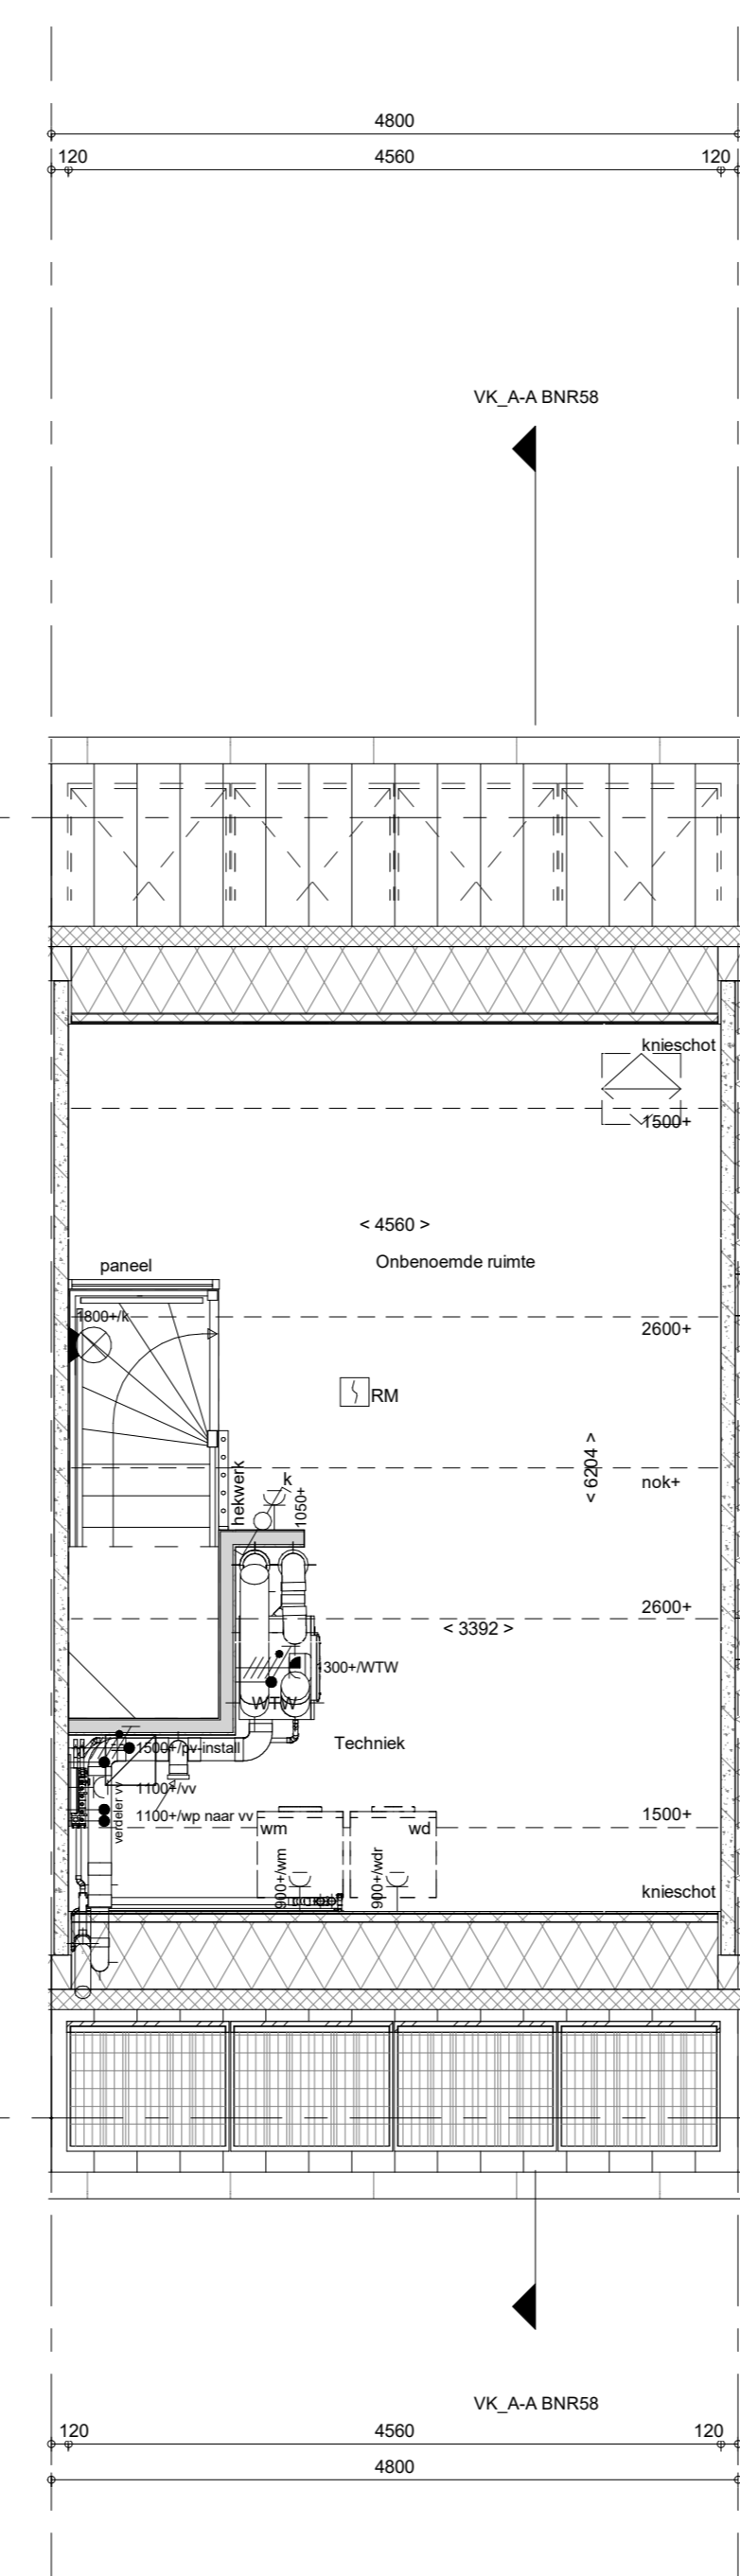 4800
120 4560 120
VK_A-A BNR58
knieschot
1500+
< 4560 >
Onbenoemde ruimte
paneel
1800+/k
2600+
RM
< 6204 >
nok+
hekwerk
k
1050+
2600+
< 3392 >
1300+/WTW
WTW
Techniek
1500+/pv-install
1100+/vv
verdeler vv
1100+/wp naar vv
1500+
wm
wd
900+/wm
900+/wdr
knieschot
VK_A-A BNR58
120 4560 120
4800